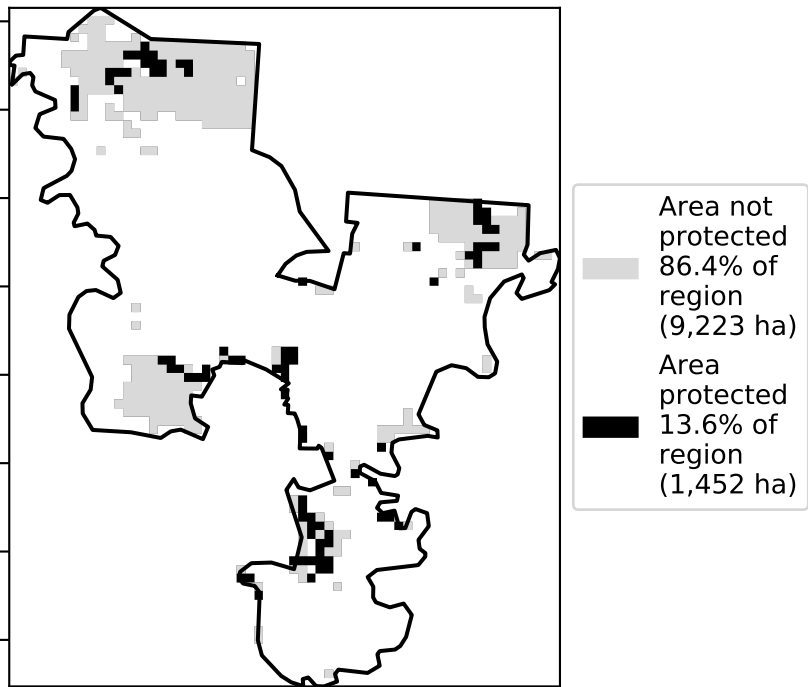 Area not
protected
86.4% of
region
(9,223 ha)
Area
protected
13.6% of
region
(1,452 ha)